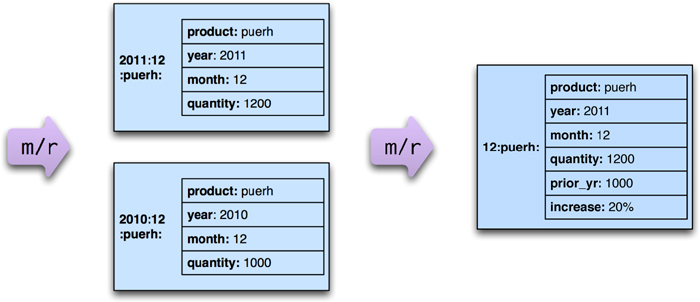 m/r
2011:12
:puerh:
product: puerh
year: 2011
month: 12
quantity: 1200
2010:12
:puerh:
product: puerh
year: 2010
month: 12
quantity: 1000
m/r
12:puerh:
product: puerh
year: 2011
month: 12
quantity: 1200
prior_yr: 1000
increase: 20%